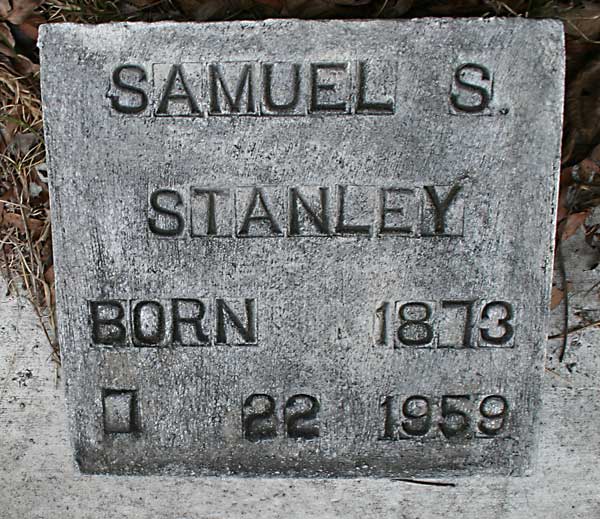 SAMUEL S.
STANLEY
BORN 1873
22 1959